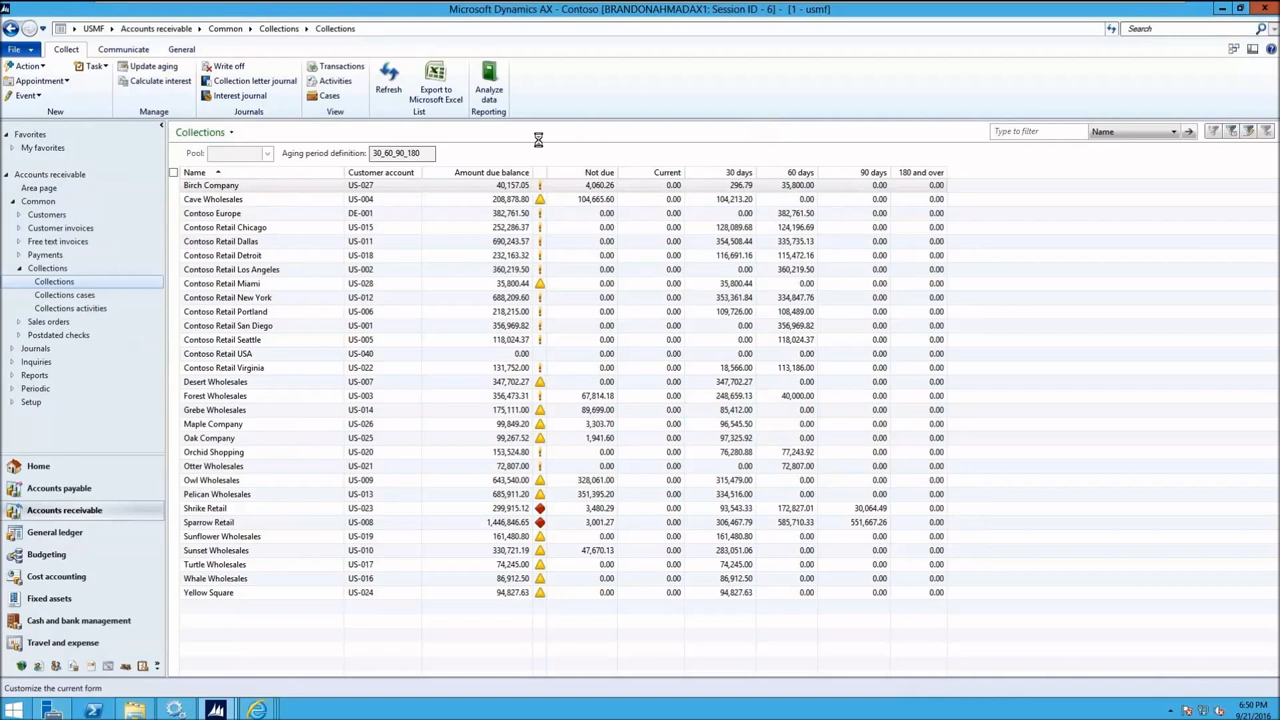 Microsoft Dynamics AX - Contoso [BRANDONAHMADAX1: Session ID - 6] - [1 - usmf]
USMF Accounts receivable Common Collections Collections Search
File Collect Communicate General
Action Task Update aging Write off Transactions
Appointment Calculate interest Collection letter journal Activities
Event Interest journal Cases
Refresh Export to Microsoft Excel Analyze data
New Manage Journals View List Reporting
Favorites
My favorites
Accounts receivable
Area page
Common
Customers
Customer invoices
Free text invoices
Payments
Collections
Collections
Collections cases
Collections activities
Sales orders
Postdated checks
Journals
Inquiries
Reports
Periodic
Setup
Home
Accounts payable
Accounts receivable
General ledger
Budgeting
Cost accounting
Fixed assets
Cash and bank management
Travel and expense
Collections Type to filter Name
Pool: Aging period definition: 30_60_90_180
Name Customer account Amount due balance Not due Current 30 days 60 days 90 days 180 and over
Birch Company US-027 40,157.05 4,060.26 0.00 296.79 35,800.00 0.00 0.00
Cave Wholesales US-004 208,878.80 104,665.60 0.00 104,213.20 0.00 0.00 0.00
Contoso Europe DE-001 382,761.50 0.00 0.00 0.00 382,761.50 0.00 0.00
Contoso Retail Chicago US-015 252,286.37 0.00 0.00 128,089.68 124,196.69 0.00 0.00
Contoso Retail Dallas US-011 690,243.57 0.00 0.00 354,508.44 335,735.13 0.00 0.00
Contoso Retail Detroit US-018 232,163.32 0.00 0.00 116,691.16 115,472.16 0.00 0.00
Contoso Retail Los Angeles US-002 360,219.50 0.00 0.00 0.00 360,219.50 0.00 0.00
Contoso Retail Miami US-028 35,800.44 0.00 0.00 35,800.44 0.00 0.00 0.00
Contoso Retail New York US-012 688,209.60 0.00 0.00 353,361.84 334,847.76 0.00 0.00
Contoso Retail Portland US-006 218,215.00 0.00 0.00 109,726.00 108,489.00 0.00 0.00
Contoso Retail San Diego US-001 356,969.82 0.00 0.00 0.00 356,969.82 0.00 0.00
Contoso Retail Seattle US-005 118,024.37 0.00 0.00 0.00 118,024.37 0.00 0.00
Contoso Retail USA US-040 0.00 0.00 0.00 0.00 0.00 0.00 0.00
Contoso Retail Virginia US-022 131,752.00 0.00 0.00 18,566.00 113,186.00 0.00 0.00
Desert Wholesales US-007 347,702.27 0.00 0.00 347,702.27 0.00 0.00 0.00
Forest Wholesales US-003 356,473.31 67,814.18 0.00 248,659.13 40,000.00 0.00 0.00
Grebe Wholesales US-014 175,111.00 89,699.00 0.00 85,412.00 0.00 0.00 0.00
Maple Company US-026 99,849.20 3,303.70 0.00 96,545.50 0.00 0.00 0.00
Oak Company US-025 99,267.52 1,941.60 0.00 97,325.92 0.00 0.00 0.00
Orchid Shopping US-020 153,524.80 0.00 0.00 76,280.88 77,243.92 0.00 0.00
Otter Wholesales US-021 72,807.00 0.00 0.00 0.00 72,807.00 0.00 0.00
Owl Wholesales US-009 643,540.00 328,061.00 0.00 315,479.00 0.00 0.00 0.00
Pelican Wholesales US-013 685,911.20 351,395.20 0.00 334,516.00 0.00 0.00 0.00
Shrike Retail US-023 299,915.12 3,480.29 0.00 93,543.33 172,827.01 30,064.49 0.00
Sparrow Retail US-008 1,446,846.65 3,001.27 0.00 306,467.79 585,710.33 551,667.26 0.00
Sunflower Wholesales US-019 161,480.80 0.00 0.00 161,480.80 0.00 0.00 0.00
Sunset Wholesales US-010 330,721.19 47,670.13 0.00 283,051.06 0.00 0.00 0.00
Turtle Wholesales US-017 74,245.00 0.00 0.00 74,245.00 0.00 0.00 0.00
Whale Wholesales US-016 86,912.50 0.00 0.00 86,912.50 0.00 0.00 0.00
Yellow Square US-024 94,827.63 0.00 0.00 94,827.63 0.00 0.00 0.00
Customize the current form
6:50 PM
9/21/2016